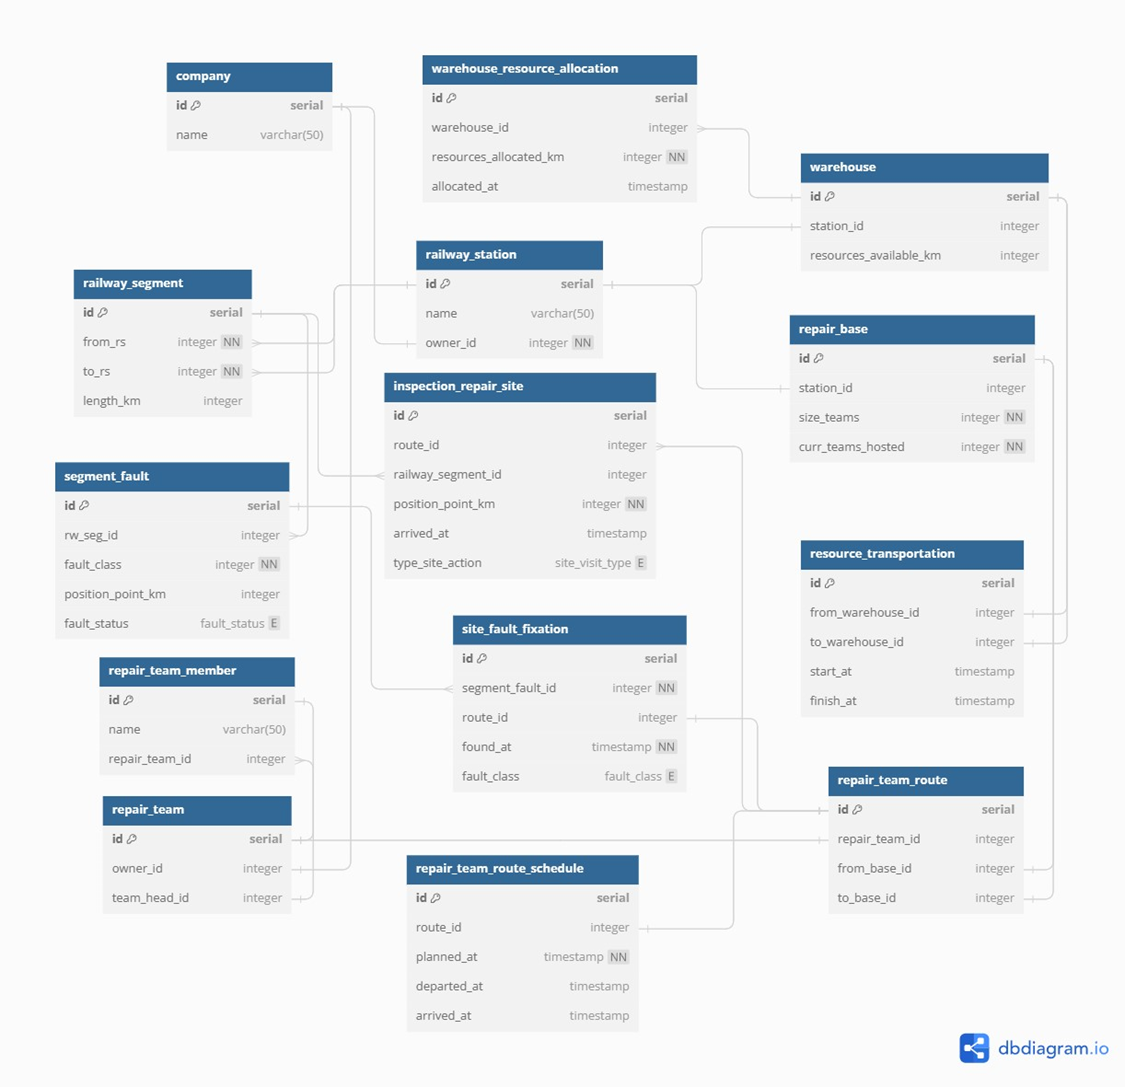 company
id serial
name varchar(50)
warehouse_resource_allocation
id serial
warehouse_id integer
resources_allocated_km integer NN
allocated_at timestamp
warehouse
id serial
station_id integer
resources_available_km integer
railway_station
id serial
name varchar(50)
owner_id integer NN
railway_segment
id serial
from_rs integer NN
to_rs integer NN
length_km integer
repair_base
id serial
station_id integer
size_teams integer NN
curr_teams_hosted integer NN
inspection_repair_site
id serial
route_id integer
railway_segment_id integer
position_point_km integer NN
arrived_at timestamp
type_site_action site_visit_type E
segment_fault
id serial
rw_seg_id integer
fault_class integer NN
position_point_km integer
fault_status fault_status E
resource_transportation
id serial
from_warehouse_id integer
to_warehouse_id integer
start_at timestamp
finish_at timestamp
site_fault_fixation
id serial
segment_fault_id integer NN
route_id integer
found_at timestamp NN
fault_class fault_class E
repair_team_member
id serial
name varchar(50)
repair_team_id integer
repair_team
id serial
owner_id integer
team_head_id integer
repair_team_route
id serial
repair_team_id integer
from_base_id integer
to_base_id integer
repair_team_route_schedule
id serial
route_id integer
planned_at timestamp NN
departed_at timestamp
arrived_at timestamp
dbdiagram.io